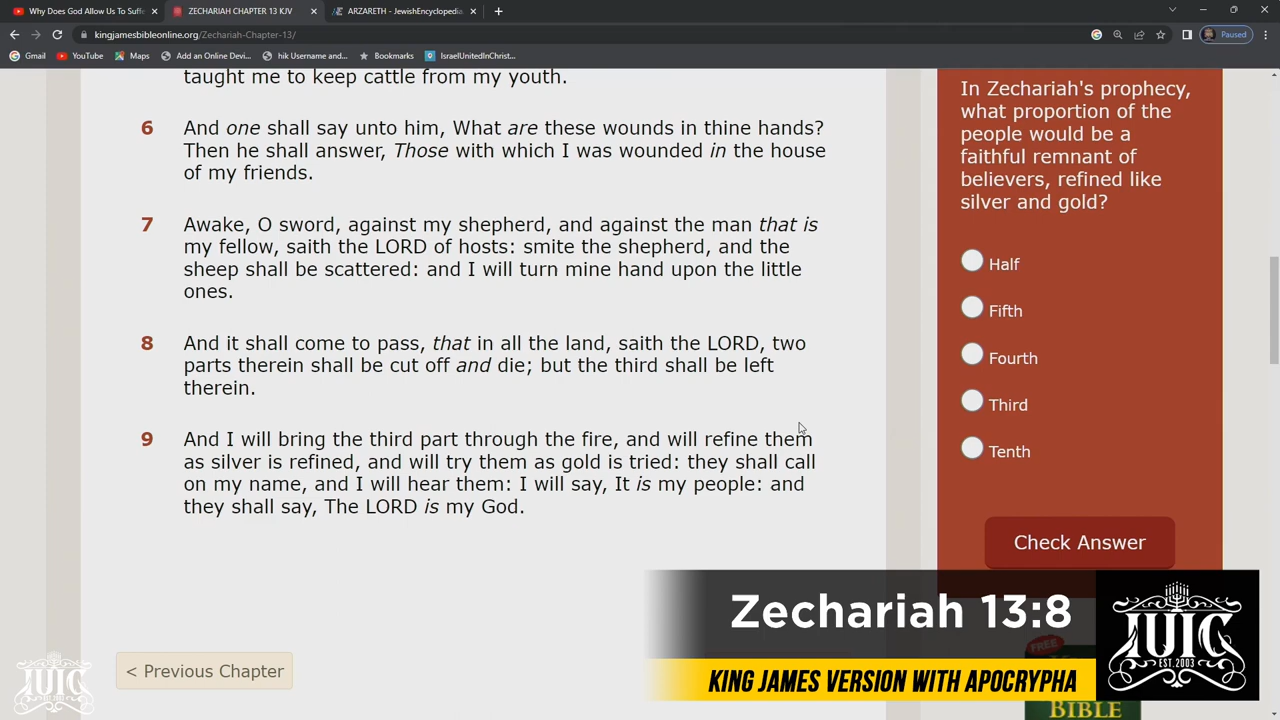 Why Does God Allow Us To Suffe
ZECHARIAH CHAPTER 13 KJV
ARZARETH - JewishEncyclopedia.
kingjamesbibleonline.org/Zechariah-Chapter-13/
Paused
Gmail
YouTube
Maps
Add an Online Devi...
hik Username and...
Bookmarks
IsraelUnitedInChrist...
taught me to keep cattle from my youth.
6 And one shall say unto him, What are these wounds in thine hands?
Then he shall answer, Those with which I was wounded in the house
of my friends.
7 Awake, O sword, against my shepherd, and against the man that is
my fellow, saith the LORD of hosts: smite the shepherd, and the
sheep shall be scattered: and I will turn mine hand upon the little
ones.
8 And it shall come to pass, that in all the land, saith the LORD, two
parts therein shall be cut off and die; but the third shall be left
therein.
9 And I will bring the third part through the fire, and will refine them
as silver is refined, and will try them as gold is tried: they shall call
on my name, and I will hear them: I will say, It is my people: and
they shall say, The LORD is my God.
< Previous Chapter
In Zechariah's prophecy,
what proportion of the
people would be a
faithful remnant of
believers, refined like
silver and gold?
Half
Fifth
Fourth
Third
Tenth
Check Answer
FREE
BIBLE
Zechariah 13:8
KING JAMES VERSION WITH APOCRYPHA
IUIC
EST. 2003
IUIC
EST. 2003